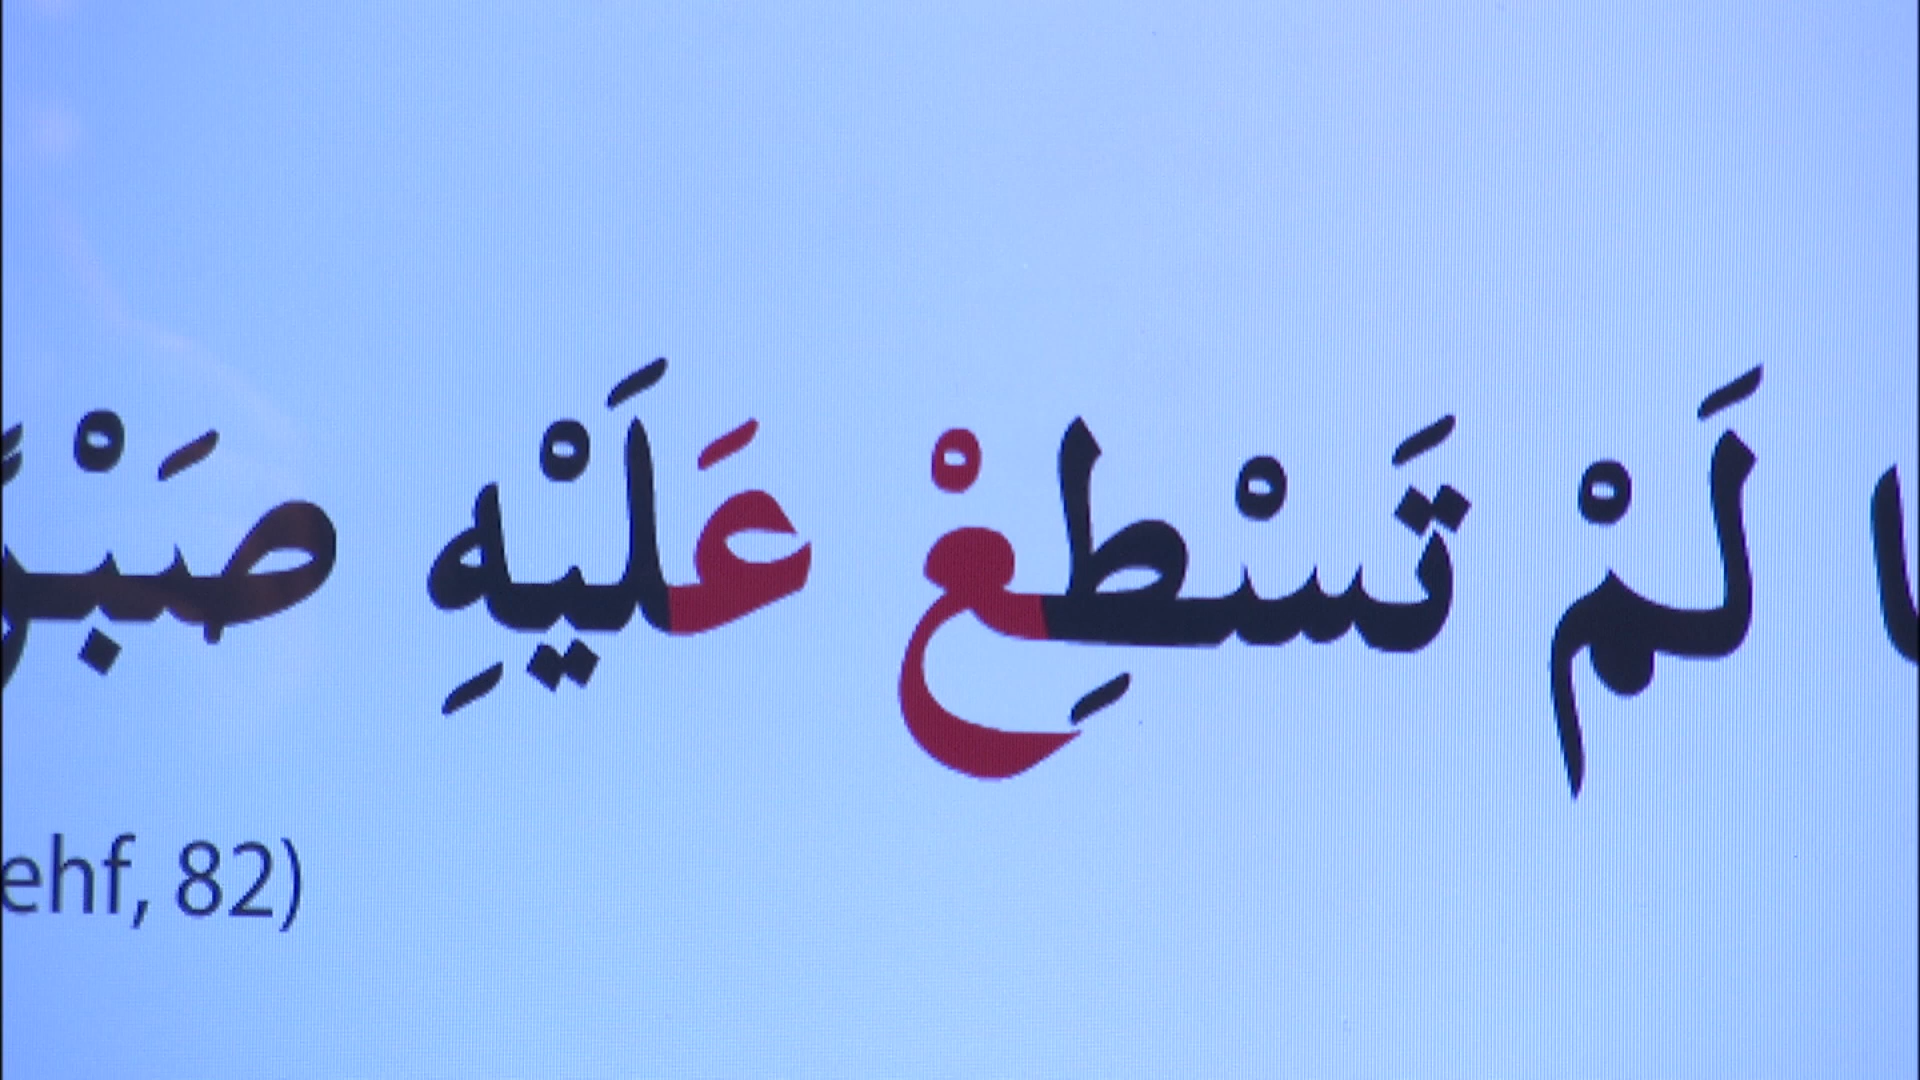 لَمْ تَسْطِعْ عَلَيْهِ
ehf, 82)